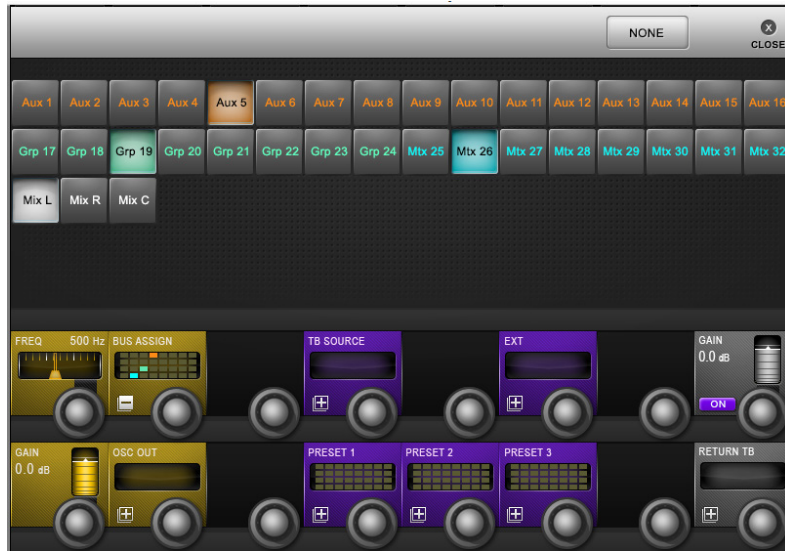 NONE
X
CLOSE
Aux 1 Aux 2 Aux 3 Aux 4 Aux 5 Aux 6 Aux 7 Aux 8 Aux 9 Aux 10 Aux 11 Aux 12 Aux 13 Aux 14 Aux 15 Aux 16
Grp 17 Grp 18 Grp 19 Grp 20 Grp 21 Grp 22 Grp 23 Grp 24 Mtx 25 Mtx 26 Mtx 27 Mtx 28 Mtx 29 Mtx 30 Mtx 31 Mtx 32
Mix L Mix R Mix C
FREQ 500 Hz BUS ASSIGN TB SOURCE EXT GAIN
0.0 dB
ON
GAIN OSC OUT PRESET 1 PRESET 2 PRESET 3 RETURN TB
0.0 dB